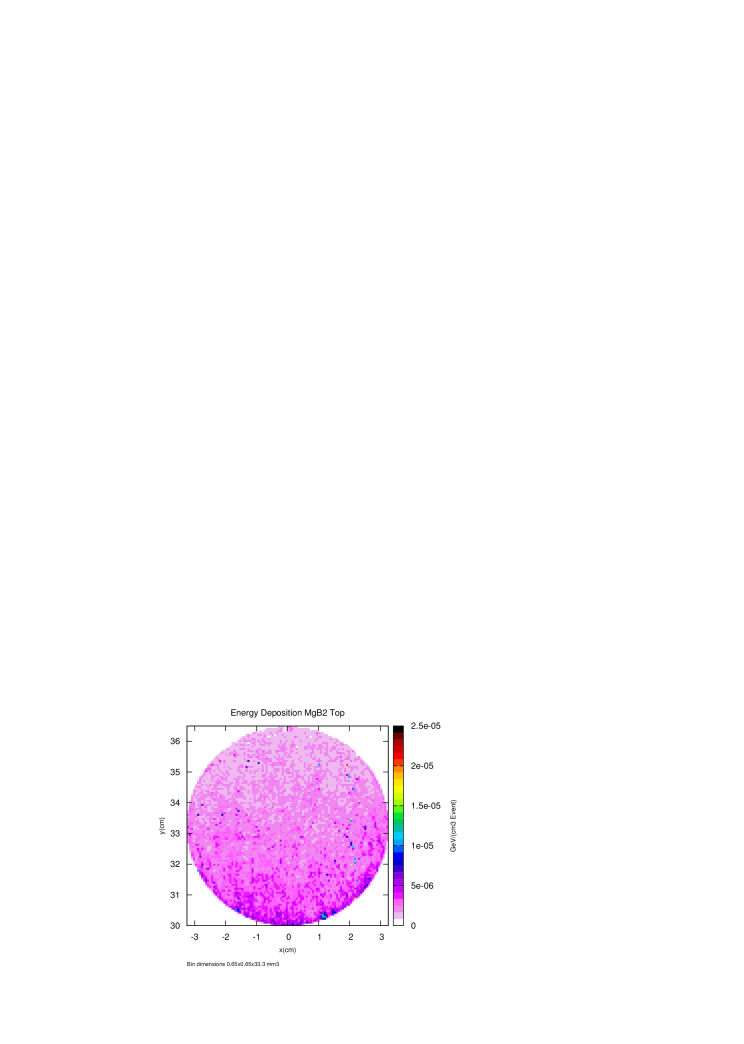 Energy Deposition MgB2 Top
2.5e-05
2e-05
1.5e-05
1e-05
5e-06
0
GeV/(cm3 Event)
36
35
34
33
32
31
30
y(cm)
-3 -2 -1 0 1 2 3
x(cm)
Bin dimensions 0.65x0.65x33.3 mm3